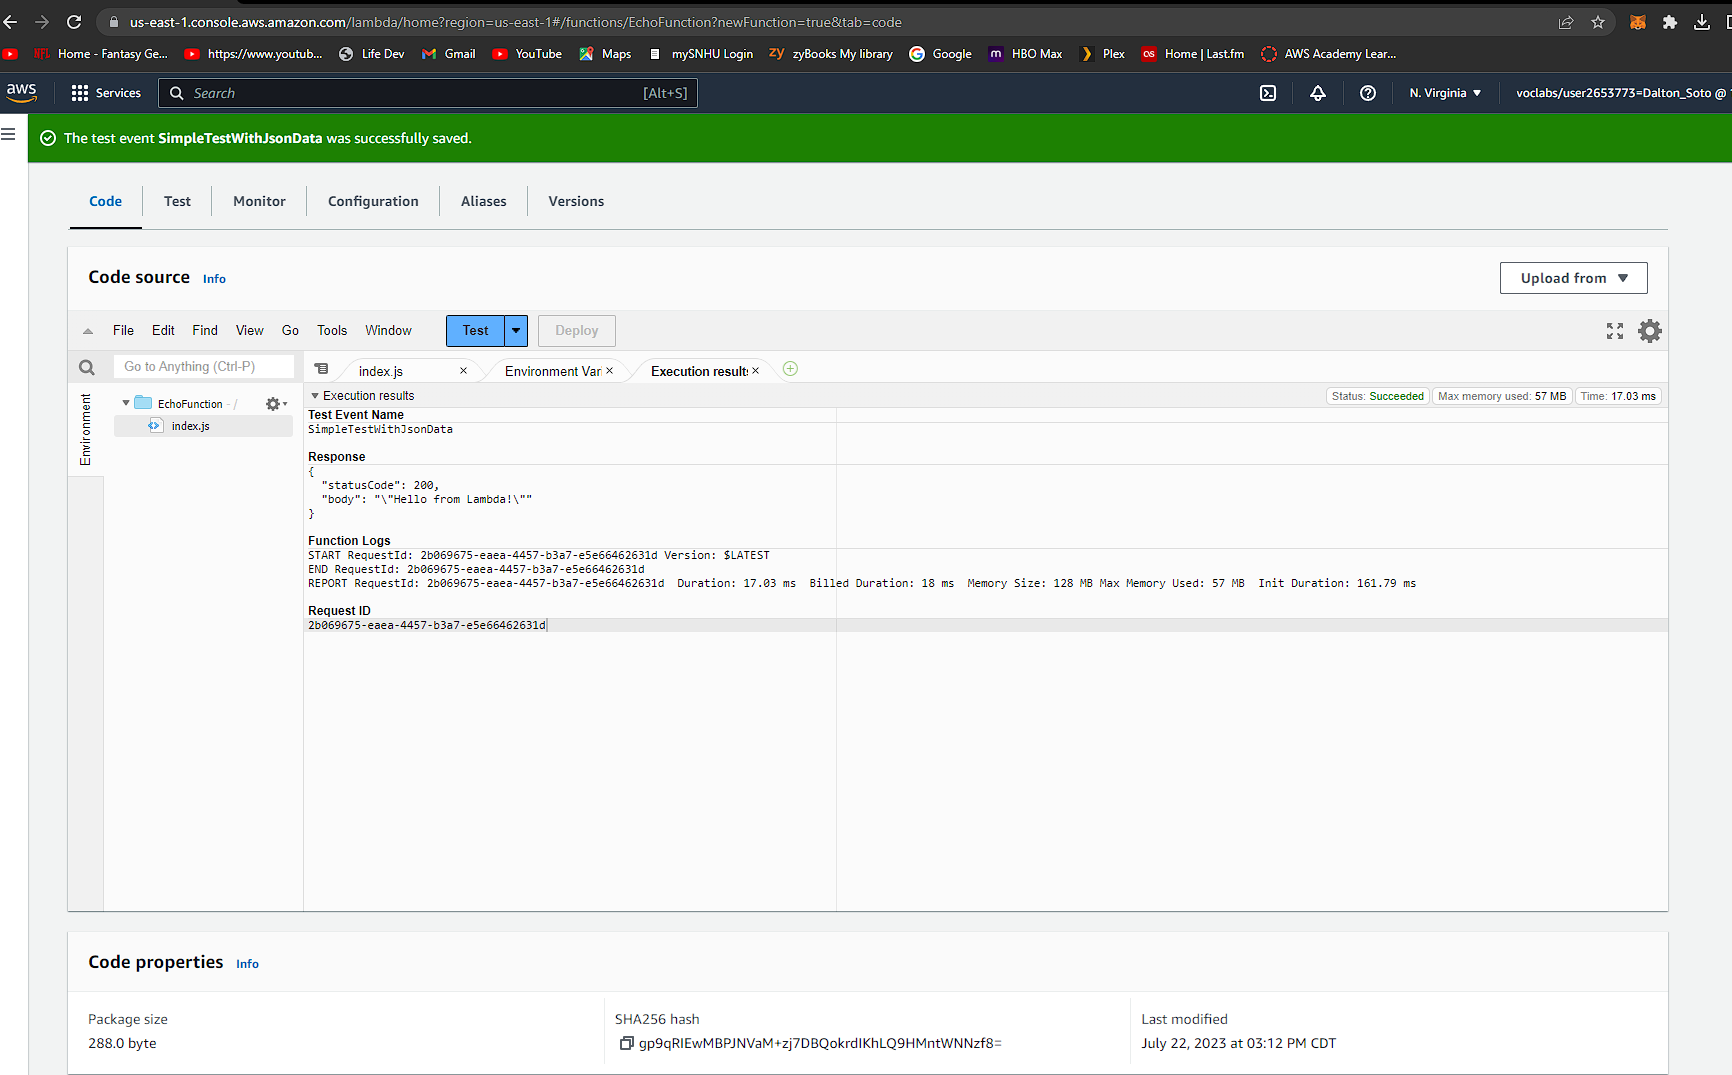 us-east-1.console.aws.amazon.com/lambda/home?region=us-east-1#/functions/EchoFunction?newFunction=true&tab=code
NFL Home - Fantasy Ge... https://www.youtub... Life Dev Gmail YouTube Maps mySNHU Login zy zyBooks My library Google m HBO Max Plex os Home | Last.fm AWS Academy Lear...
aws Services Search [Alt+S] N. Virginia voclabs/user2653773=Dalton_Soto @
The test event SimpleTestWithJsonData was successfully saved.
Code Test Monitor Configuration Aliases Versions
Code source Info Upload from
File Edit Find View Go Tools Window Test Deploy
Go to Anything (Ctrl-P) index.js Environment Vari Execution results
Environment
EchoFunction - /
index.js
Execution results Status: Succeeded Max memory used: 57 MB Time: 17.03 ms
Test Event Name
SimpleTestWithJsonData
Response
{
"statusCode": 200,
"body": "\"Hello from Lambda!\""
}
Function Logs
START RequestId: 2b069675-eaea-4457-b3a7-e5e66462631d Version: $LATEST
END RequestId: 2b069675-eaea-4457-b3a7-e5e66462631d
REPORT RequestId: 2b069675-eaea-4457-b3a7-e5e66462631d Duration: 17.03 ms Billed Duration: 18 ms Memory Size: 128 MB Max Memory Used: 57 MB Init Duration: 161.79 ms
Request ID
2b069675-eaea-4457-b3a7-e5e66462631d
Code properties Info
Package size
288.0 byte
SHA256 hash
gp9qRIEwMBPJNVaM+zj7DBQokrdIKhLQ9HMntWNNzf8=
Last modified
July 22, 2023 at 03:12 PM CDT